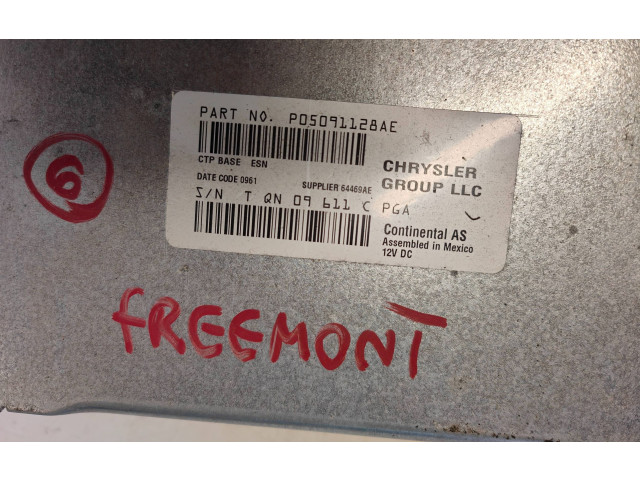 PART NO. P05091128AE
CTP BASE ESN
CHRYSLER
GROUP LLC
DATE CODE 0961 SUPPLIER 64469AE
S/N T QN 09 611 C PGA
Continental AS
Assembled in Mexico
12V DC
6
FREEMONT